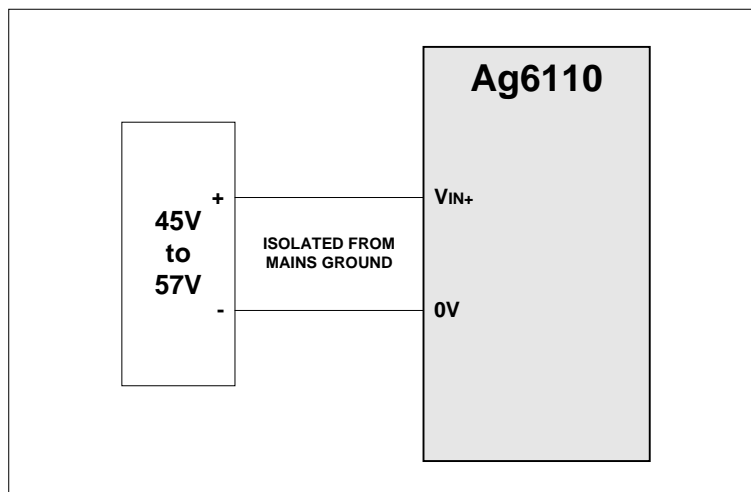 Ag6110
+
VIN+
45V
to
57V
ISOLATED FROM
MAINS GROUND
-
0V